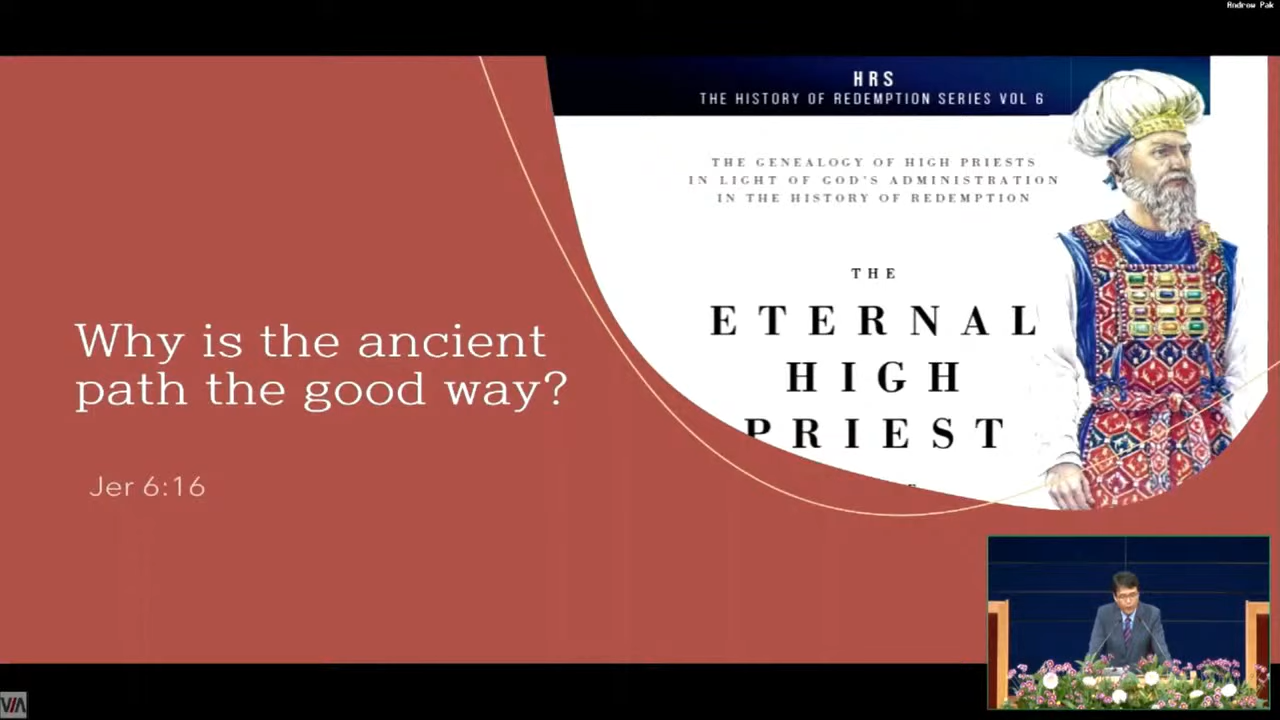 Andrew Pak
HRS
THE HISTORY OF REDEMPTION SERIES VOL 6
THE GENEALOGY OF HIGH PRIESTS
IN LIGHT OF GOD'S ADMINISTRATION
IN THE HISTORY OF REDEMPTION
THE
ETERNAL
HIGH
PRIEST
Why is the ancient
path the good way?
Jer 6:16
VIA